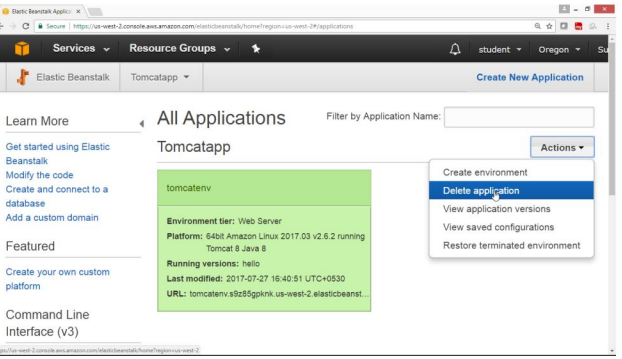 Elastic Beanstalk Applica
Secure | https://us-west-2.console.aws.amazon.com/elasticbeanstalk/home?region=us-west-2#/applications
Services Resource Groups student Oregon Su
Elastic Beanstalk Tomcatapp Create New Application
Learn More
Get started using Elastic
Beanstalk
Modify the code
Create and connect to a
database
Add a custom domain
Featured
Create your own custom
platform
Command Line
Interface (v3)
All Applications
Filter by Application Name:
Tomcatapp
Actions
Create environment
Delete application
View application versions
View saved configurations
Restore terminated environment
tomcatenv
Environment tier: Web Server
Platform: 64bit Amazon Linux 2017.03 v2.6.2 running
Tomcat 8 Java 8
Running versions: hello
Last modified: 2017-07-27 16:40:51 UTC+0530
URL: tomcatenv.s9z85gpknk.us-west-2.elasticbeanst...
ps://us-west-2.console.aws.amazon.com/elasticbeanstalk/home?region=us-west-2